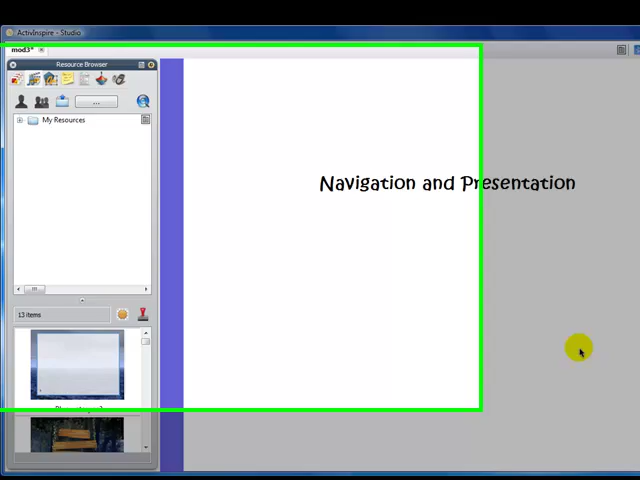 ActivInspire - Studio
mod3*
Resource Browser
...
My Resources
Navigation and Presentation
13 items